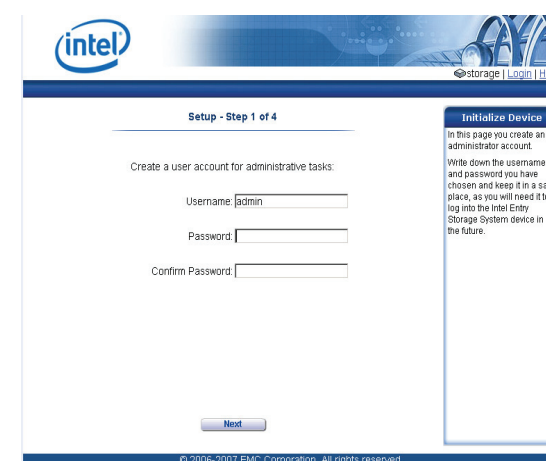 intel
storage | Login | H
Setup - Step 1 of 4
Create a user account for administrative tasks:
Username: admin
Password:
Confirm Password:
Next
Initialize Device
In this page you create an
administrator account.
Write down the username
and password you have
chosen and keep it in a sa
place, as you will need it t
log into the Intel Entry
Storage System device in
the future.
© 2006-2007 EMC Corporation. All rights reserved.